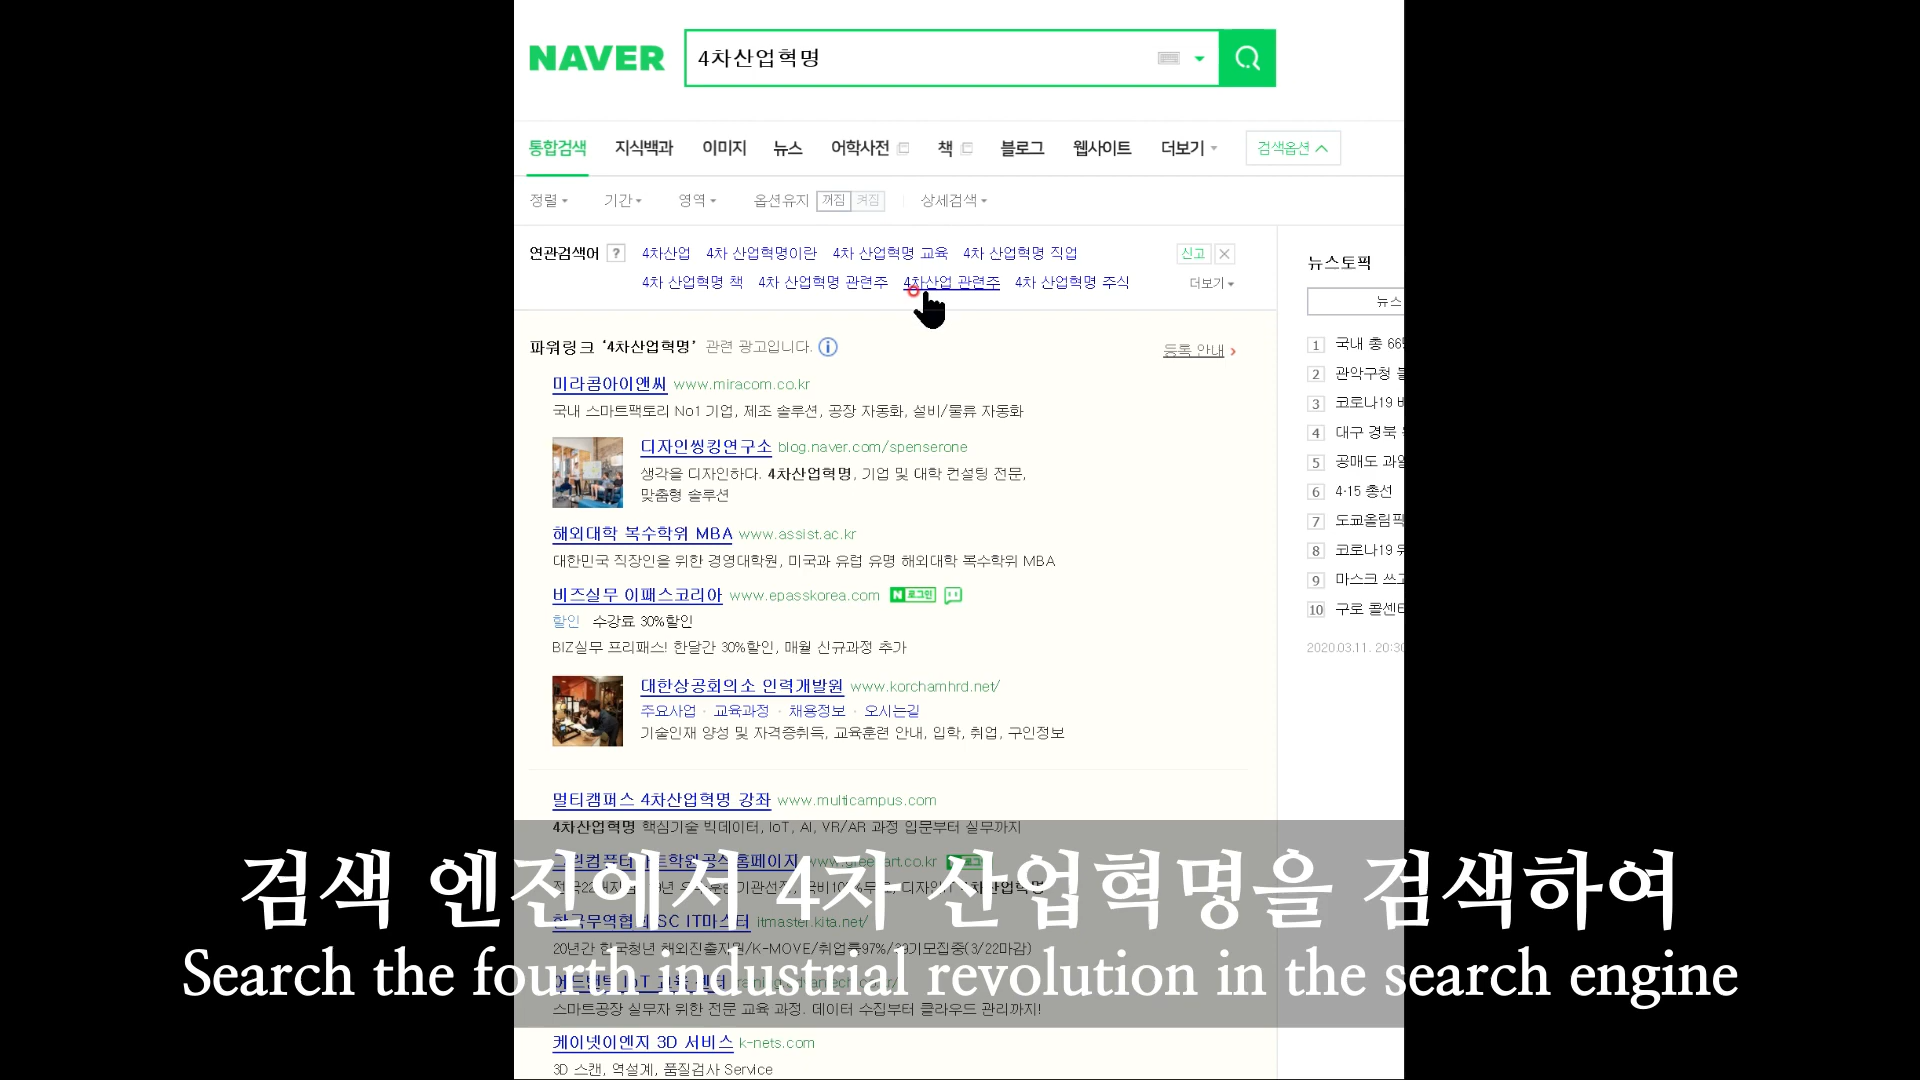 NAVER 4차산업혁명
통합검색 지식백과 이미지 뉴스 어학사전 책 블로그 웹사이트 더보기 검색옵션
정렬 기간 영역 옵션유지 꺼짐 켜짐 상세검색
연관검색어 ? 4차산업 4차 산업혁명이란 4차 산업혁명 교육 4차 산업혁명 직업 신고
4차 산업혁명 책 4차 산업혁명 관련주 4차산업 관련주 4차 산업혁명 주식 더보기
파워링크 '4차산업혁명' 관련 광고입니다. 등록 안내
미라콤아이앤씨 www.miracom.co.kr
국내 스마트팩토리 No1 기업, 제조 솔루션, 공장 자동화, 설비/물류 자동화
디자인씽킹연구소 blog.naver.com/spenserone
생각을 디자인하다. 4차산업혁명, 기업 및 대학 컨설팅 전문,
맞춤형 솔루션
해외대학 복수학위 MBA www.assist.ac.kr
대한민국 직장인을 위한 경영대학원, 미국과 유럽 유명 해외대학 복수학위 MBA
비즈실무 이패스코리아 www.epasskorea.com N 로그인
할인 수강료 30%할인
BIZ실무 프리패스! 한달간 30%할인, 매월 신규과정 추가
대한상공회의소 인력개발원 www.korchamhrd.net/
주요사업 · 교육과정 · 채용정보 · 오시는길
기술인재 양성 및 자격증취득, 교육훈련 안내, 입학, 취업, 구인정보
멀티캠퍼스 4차산업혁명 강좌 www.multicampus.com
4차산업혁명 핵심기술 빅데이터, IoT, AI, VR/AR 과정 입문부터 실무까지
한국무역협 SC IT마스터 itmaster.kita.net/
스마트공장 실무자 위한 전문 교육 과정. 데이터 수집부터 클라우드 관리까지!
케이넷이엔지 3D 서비스 k-nets.com
3D 스캔, 역설계, 품질검사 Service
뉴스토픽
뉴스
1 국내 총 66
2 관악구청
3 코로나19
4 대구 경북
5 공매도 과열
6 4·15 총선
7 도쿄올림픽
8 코로나19
9 마스크 쓰고
10 구로 콜센터
2020.03.11. 20:30
검색 엔진에서 4차 산업혁명을 검색하여
Search the fourth industrial revolution in the search engine